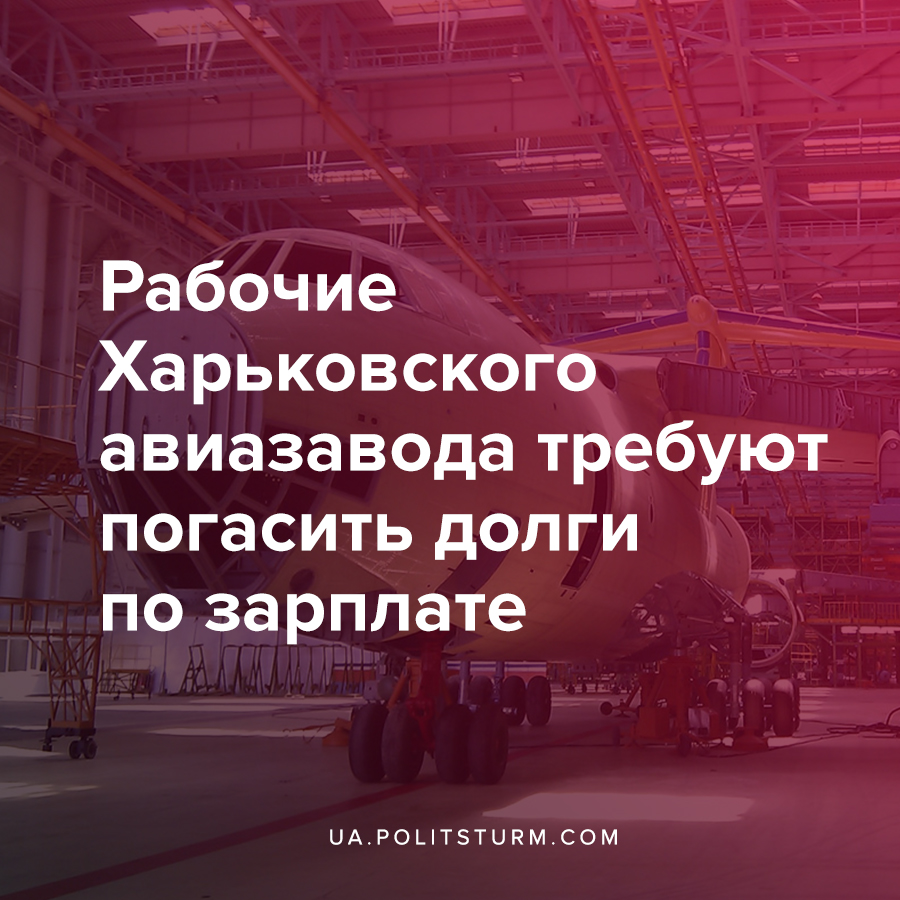 Рабочие
Харьковского
авиазавода требуют
погасить долги
по зарплате
UA.POLITSTURM.COM